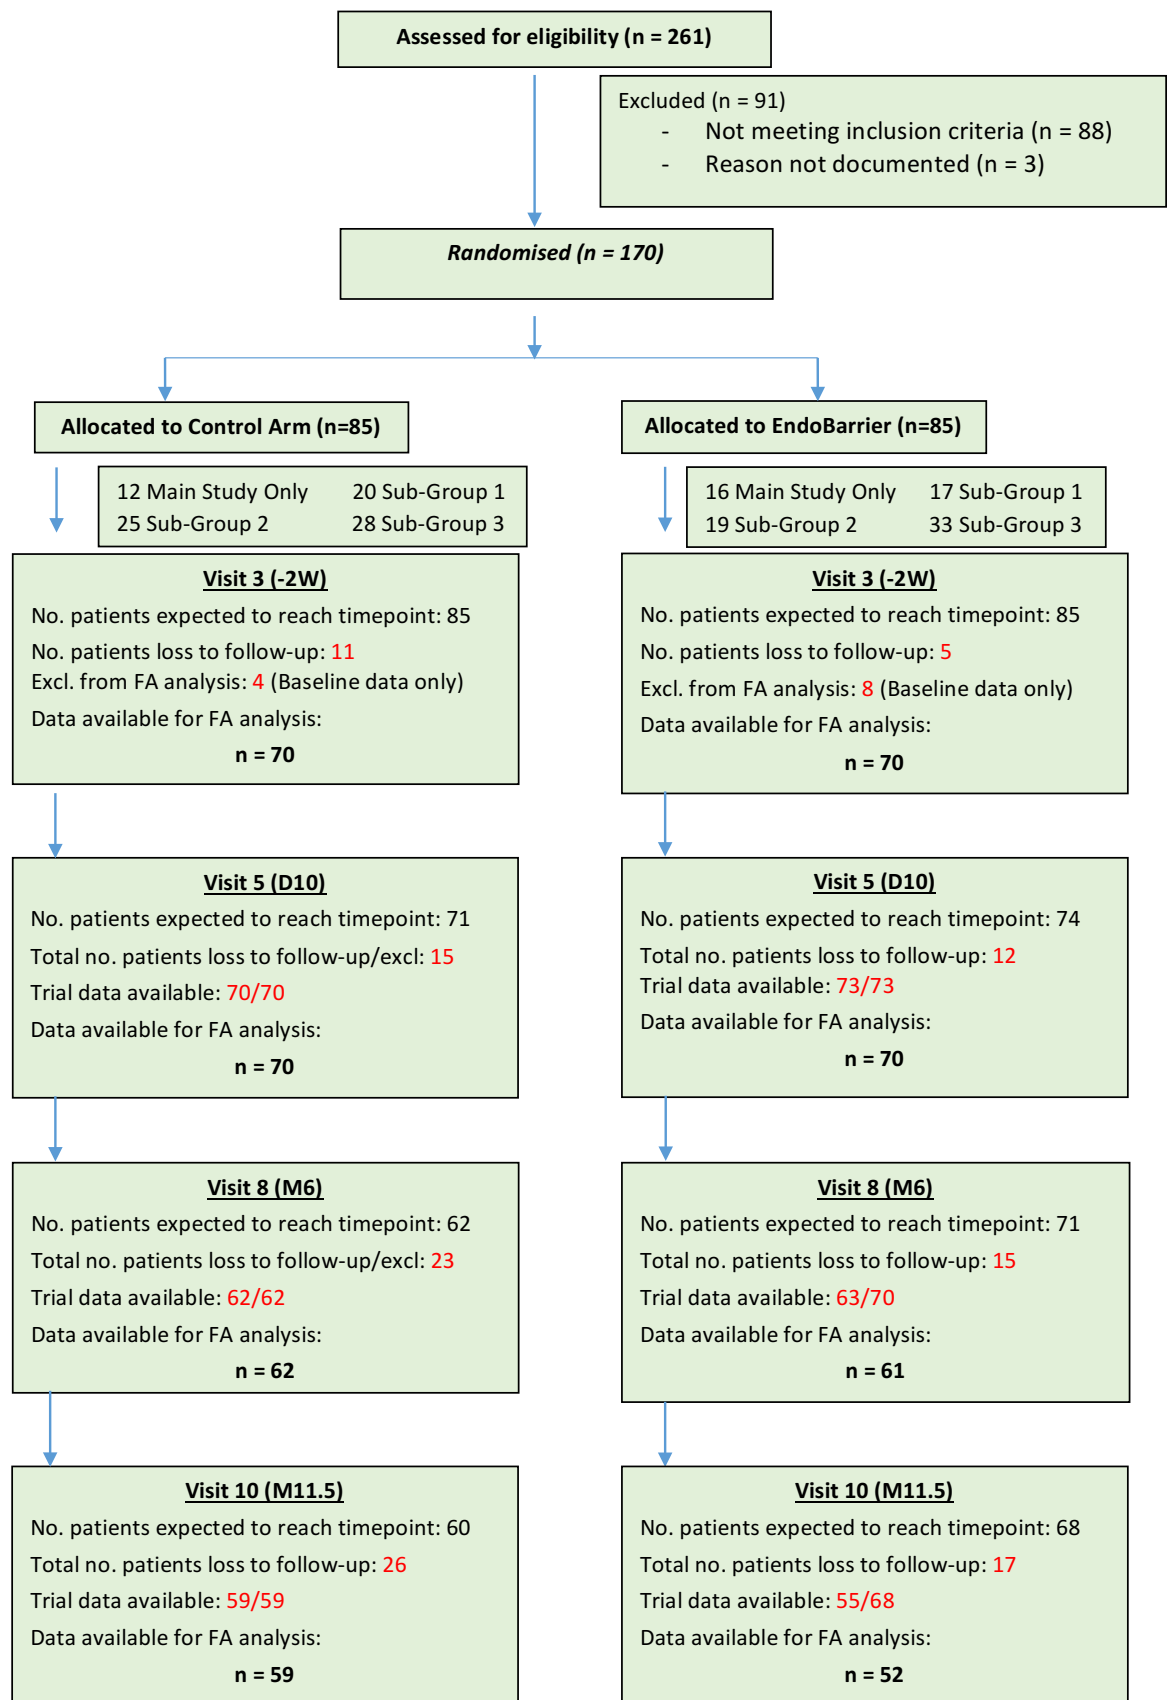 Assessed for eligibility (n = 261)
Excluded (n = 91)
- Not meeting inclusion criteria (n = 88)
- Reason not documented (n = 3)
Randomised (n = 170)
Allocated to Control Arm (n=85)
12 Main Study Only 20 Sub-Group 1
25 Sub-Group 2 28 Sub-Group 3
Visit 3 (-2W)
No. patients expected to reach timepoint: 85
No. patients loss to follow-up: 11
Excl. from FA analysis: 4 (Baseline data only)
Data available for FA analysis:
n = 70
Visit 5 (D10)
No. patients expected to reach timepoint: 71
Total no. patients loss to follow-up/excl: 15
Trial data available: 70/70
Data available for FA analysis:
n = 70
Visit 8 (M6)
No. patients expected to reach timepoint: 62
Total no. patients loss to follow-up/excl: 23
Trial data available: 62/62
Data available for FA analysis:
n = 62
Visit 10 (M11.5)
No. patients expected to reach timepoint: 60
Total no. patients loss to follow-up: 26
Trial data available: 59/59
Data available for FA analysis:
n = 59
Allocated to EndoBarrier (n=85)
16 Main Study Only 17 Sub-Group 1
19 Sub-Group 2 33 Sub-Group 3
Visit 3 (-2W)
No. patients expected to reach timepoint: 85
No. patients loss to follow-up: 5
Excl. from FA analysis: 8 (Baseline data only)
Data available for FA analysis:
n = 70
Visit 5 (D10)
No. patients expected to reach timepoint: 74
Total no. patients loss to follow-up: 12
Trial data available: 73/73
Data available for FA analysis:
n = 70
Visit 8 (M6)
No. patients expected to reach timepoint: 71
Total no. patients loss to follow-up: 15
Trial data available: 63/70
Data available for FA analysis:
n = 61
Visit 10 (M11.5)
No. patients expected to reach timepoint: 68
Total no. patients loss to follow-up: 17
Trial data available: 55/68
Data available for FA analysis:
n = 52